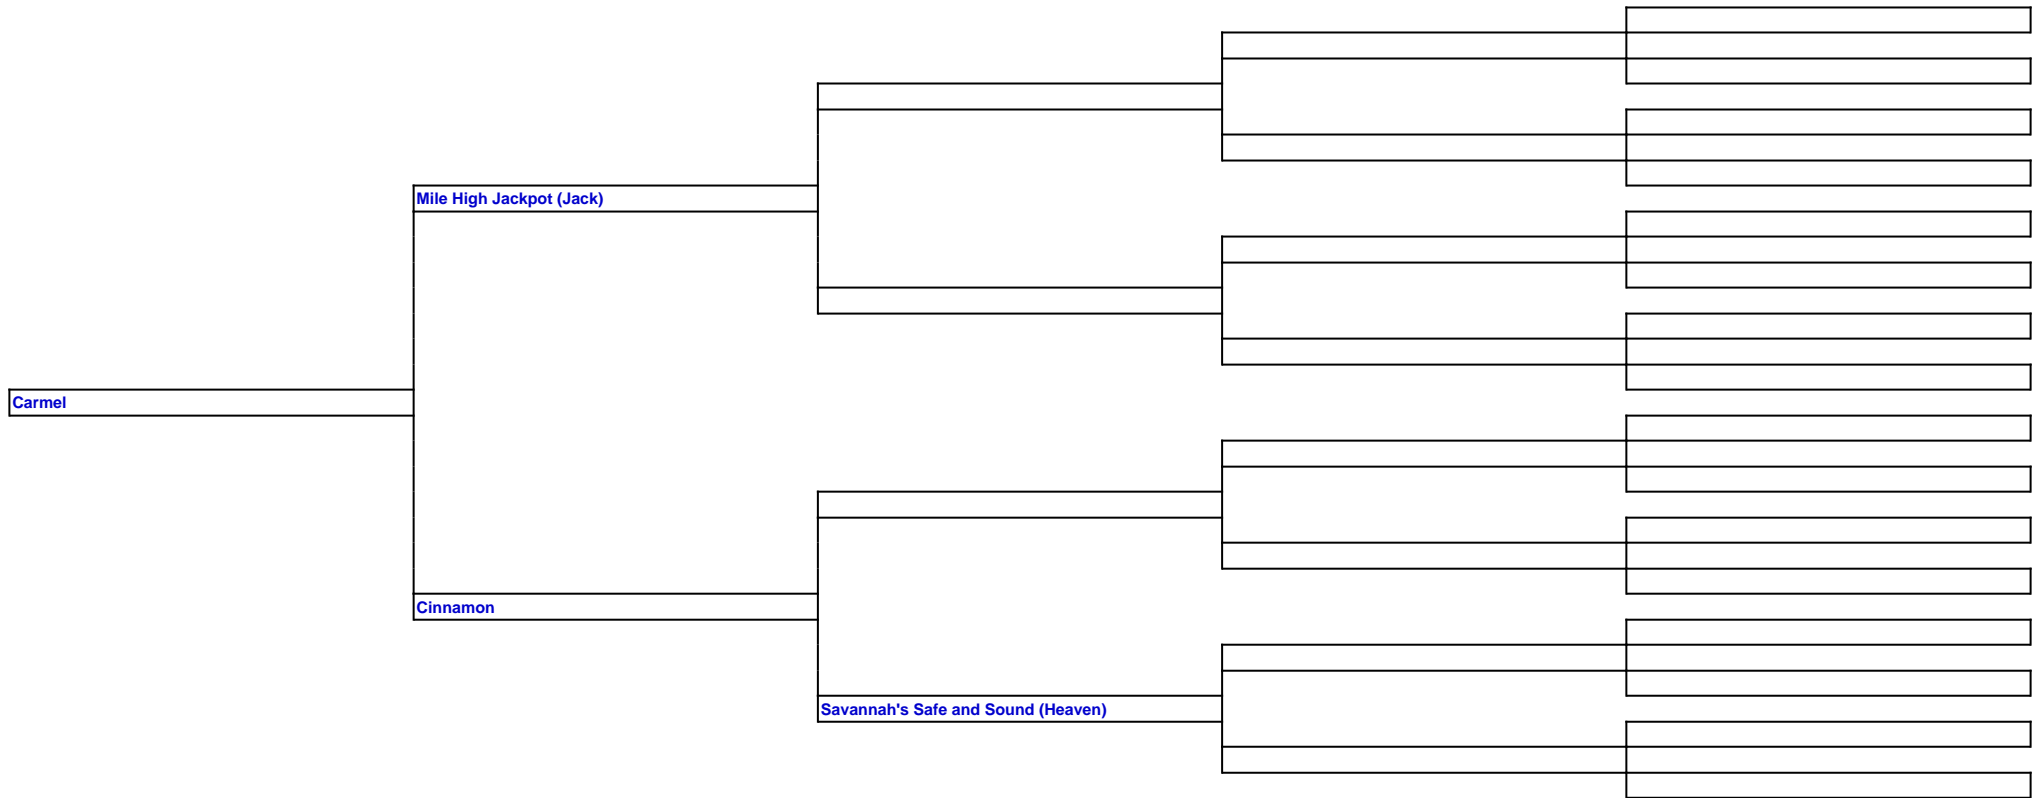 Mile High Jackpot (Jack)
Carmel
Cinnamon
Savannah's Safe and Sound (Heaven)